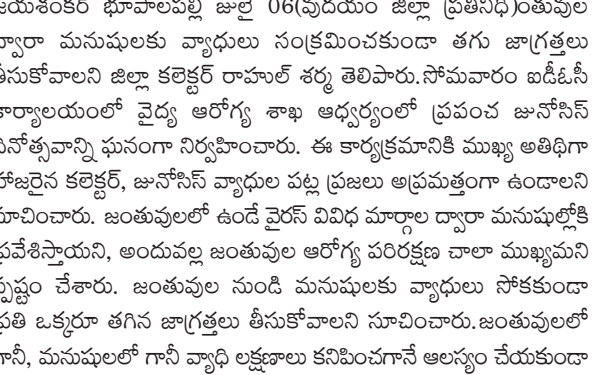 జయశంకర్ భూపాలపల్లి జులై 06(వుదయం జిల్లా ప్రతినిధి)ంతువుల
ద్వారా మనుషులకు వ్యాధులు సంక్రమించకుండా తగు జాగ్రత్తలు
తీసుకోవాలని జిల్లా కలెక్టర్ రాహుల్ శర్మ తెలిపారు.సోమవారం ఐడీఓసీ
కార్యాలయంలో వైద్య ఆరోగ్య శాఖ ఆధ్వర్యంలో ప్రపంచ జునోసిస్
దినోత్సవాన్ని ఘనంగా నిర్వహించారు. ఈ కార్యక్రమానికి ముఖ్య అతిథిగా
హాజరైన కలెక్టర్, జునోసిస్ వ్యాధుల పట్ల ప్రజలు అప్రమత్తంగా ఉండాలని
సూచించారు. జంతువులలో ఉండే వైరస్ వివిధ మార్గాల ద్వారా మనుషుల్లోకి
ప్రవేశిస్తాయని, అందువల్ల జంతువుల ఆరోగ్య పరిరక్షణ చాలా ముఖ్యమని
స్పష్టం చేశారు. జంతువుల నుండి మనుషులకు వ్యాధులు సోకకుండా
ప్రతి ఒక్కరూ తగిన జాగ్రత్తలు తీసుకోవాలని సూచించారు.జంతువులలో
గానీ, మనుషులలో గానీ వ్యాధి లక్షణాలు కనిపించగానే ఆలస్యం చేయకుండా